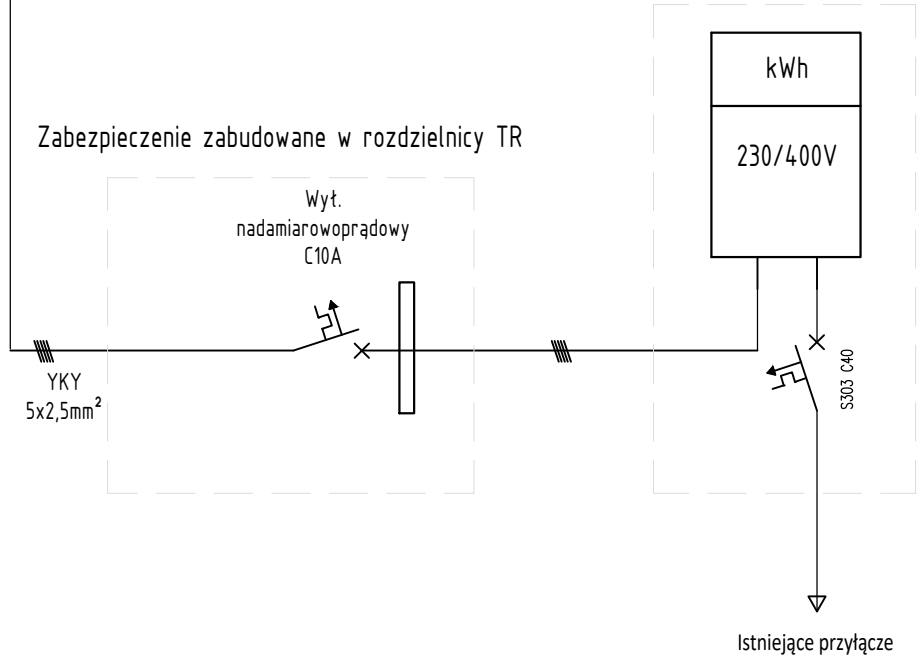 kWh
230/400V
Zabezpieczenie zabudowane w rozdzielnicy TR
Wył.
nadamiarowoprądowy
C10A
YKY
5x2,5mm²
S303 C40
Istniejące przyłącze